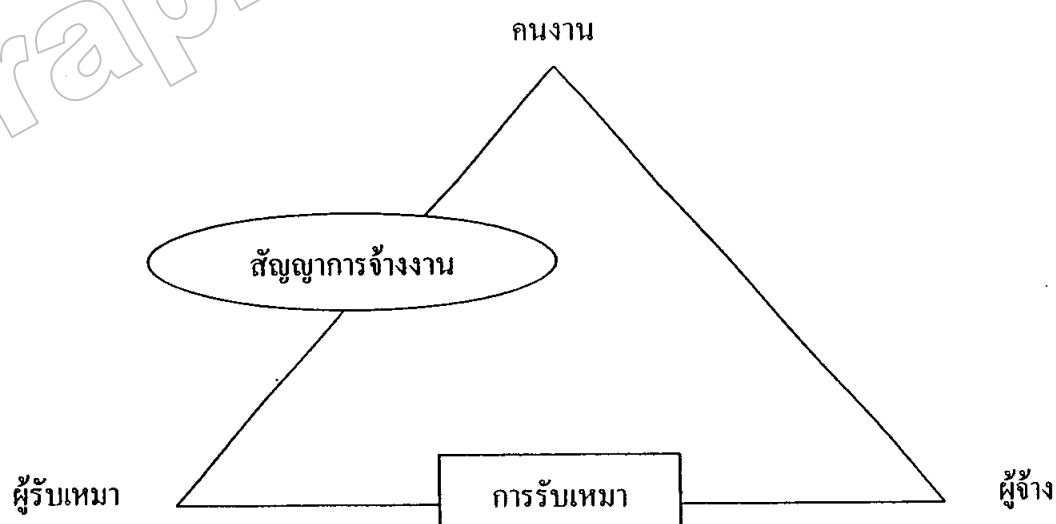 คนงาน
สัญญาการจ้างงาน
ผู้รับเหมา
การรับเหมา
ผู้จ้าง